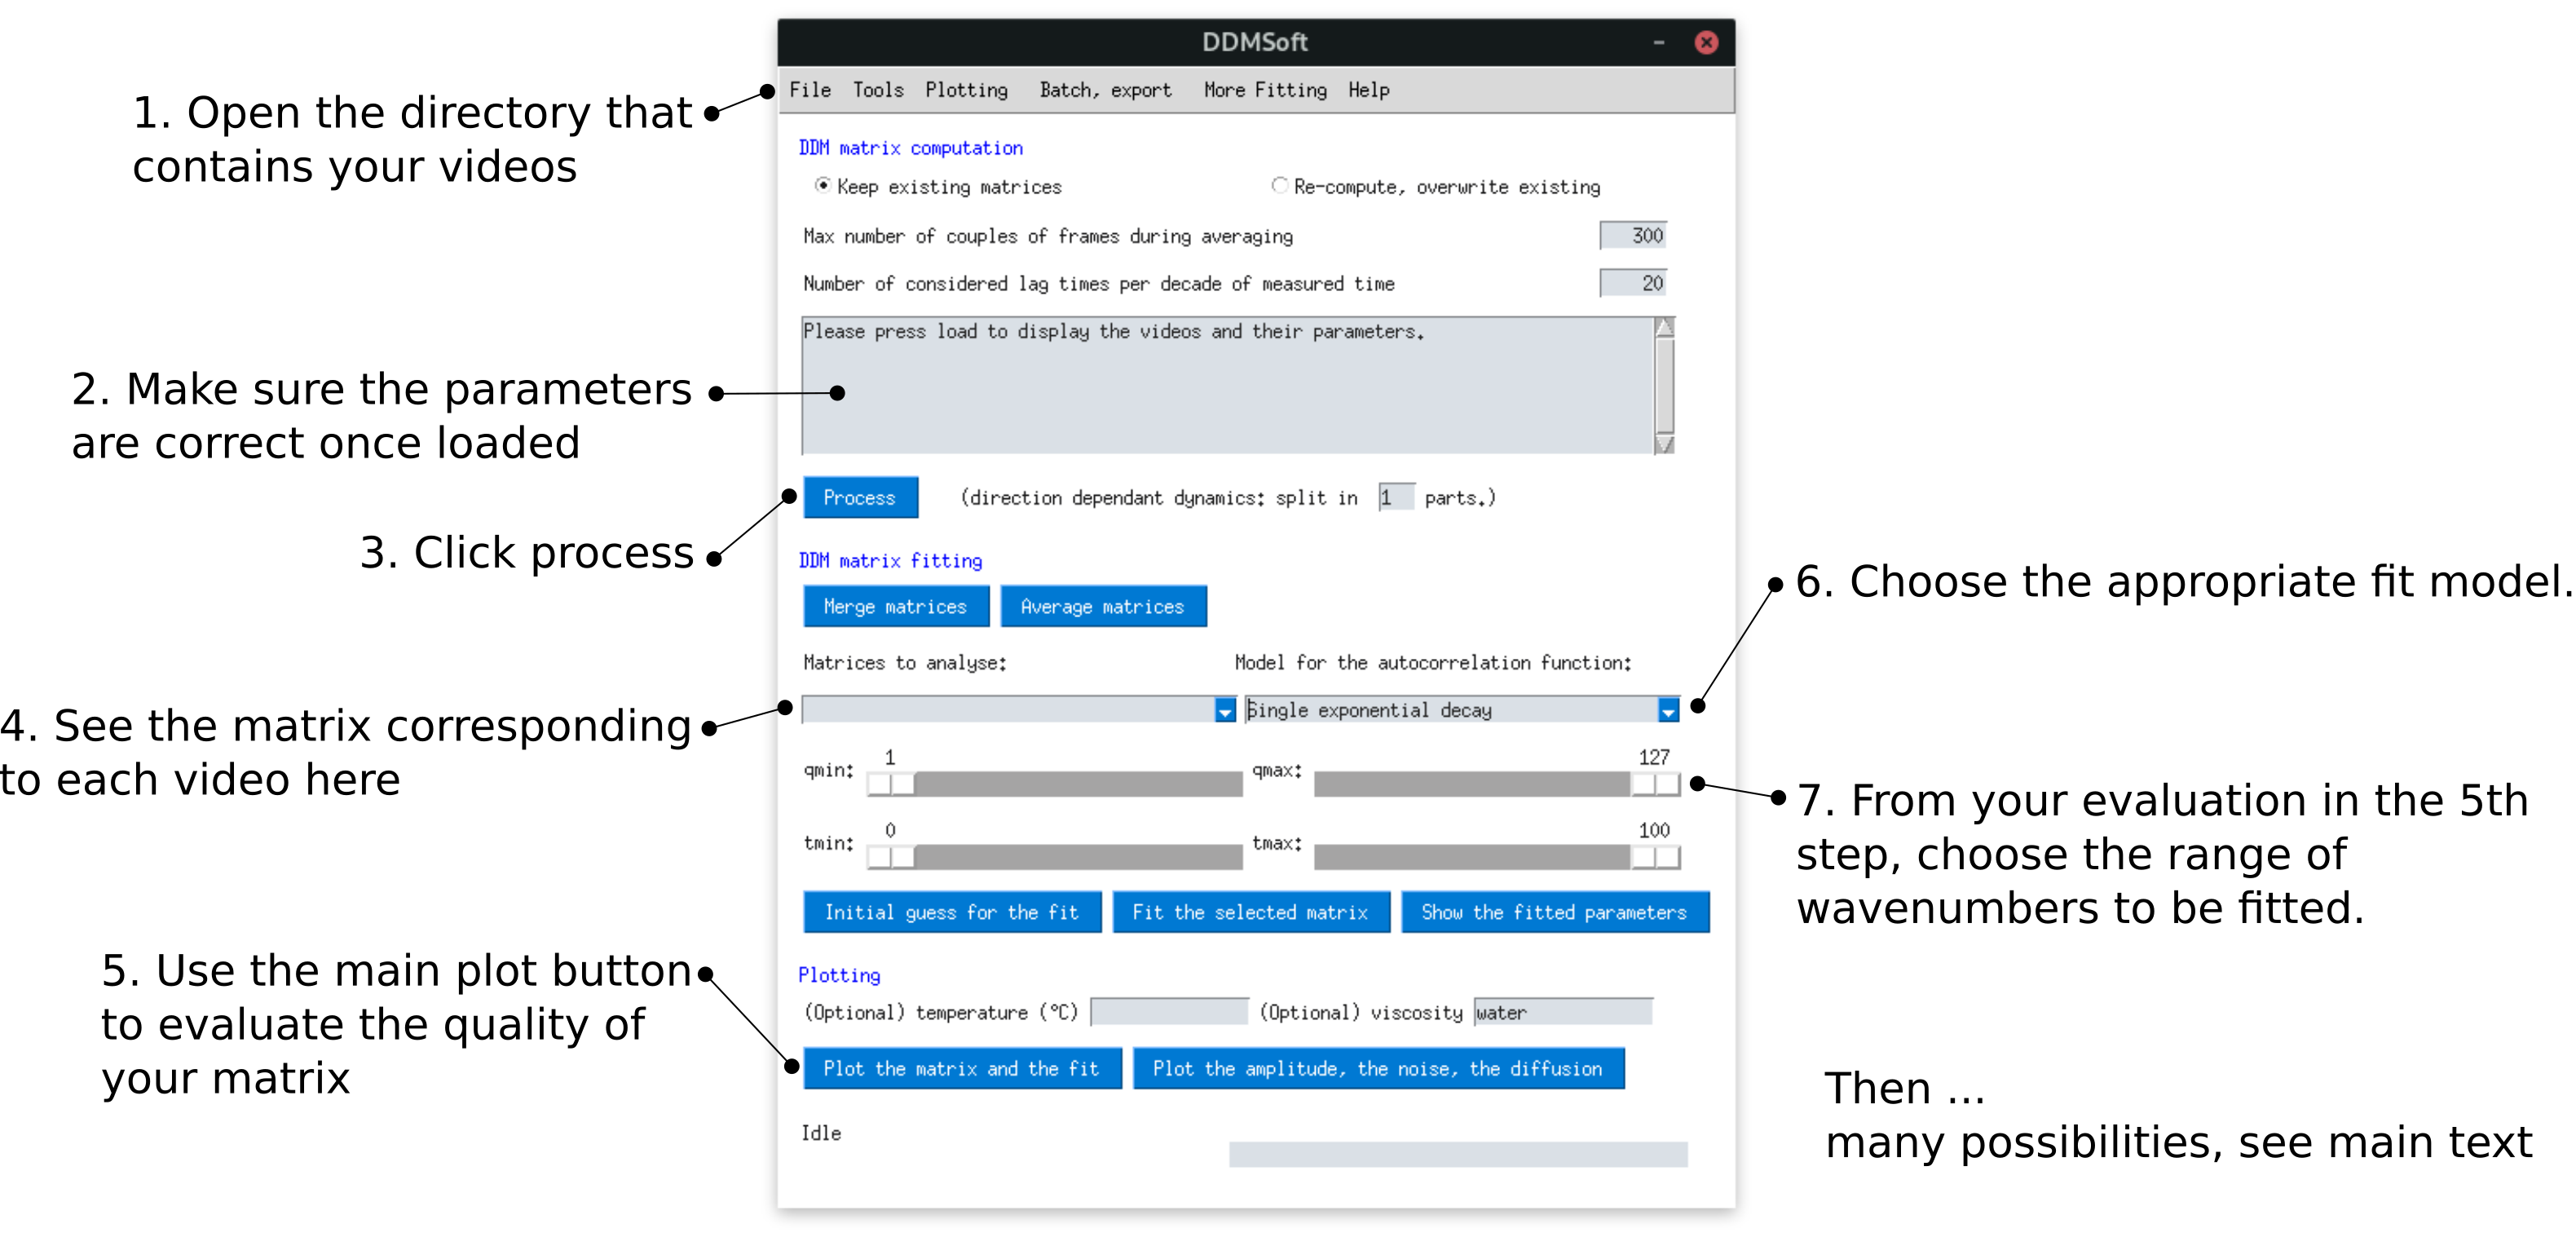 DDMSoft
File Tools Plotting Batch, export More Fitting Help
1. Open the directory that
contains your videos
DDM matrix computation
Keep existing matrices
Re-compute, overwrite existing
Max number of couples of frames during averaging 300
Number of considered lag times per decade of measured time 20
Please press load to display the videos and their parameters.
2. Make sure the parameters
are correct once loaded
Process (direction dependant dynamics: split in 1 parts.)
3. Click process
DDM matrix fitting
Merge matrices Average matrices
6. Choose the appropriate fit model.
Matrices to analyse: Model for the autocorrelation function:
Single exponential decay
4. See the matrix corresponding
to each video here
qmin: 1 qmax: 127
tmin: 0 tmax: 100
7. From your evaluation in the 5th
step, choose the range of
wavenumbers to be fitted.
Initial guess for the fit Fit the selected matrix Show the fitted parameters
5. Use the main plot button
to evaluate the quality of
your matrix
Plotting
(Optional) temperature (°C) (Optional) viscosity water
Plot the matrix and the fit Plot the amplitude, the noise, the diffusion
Idle
Then ...
many possibilities, see main text